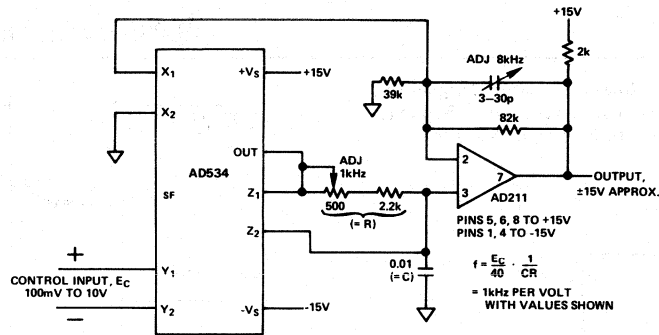 +15V
2k
ADJ 8kHz
39k
3–30p
82k
X1
X2
+VS
+15V
OUT
ADJ
1kHz
AD534
SF
Z1
500
2.2k
(= R)
Z2
2
3
7
AD211
OUTPUT,
±15V APPROX.
PINS 5, 6, 8 TO +15V
PINS 1, 4 TO -15V
0.01
(= C)
+
CONTROL INPUT, EC
100mV TO 10V
–
Y1
Y2
-VS
-15V
f = EC/40 · 1/CR
= 1kHz PER VOLT
WITH VALUES SHOWN